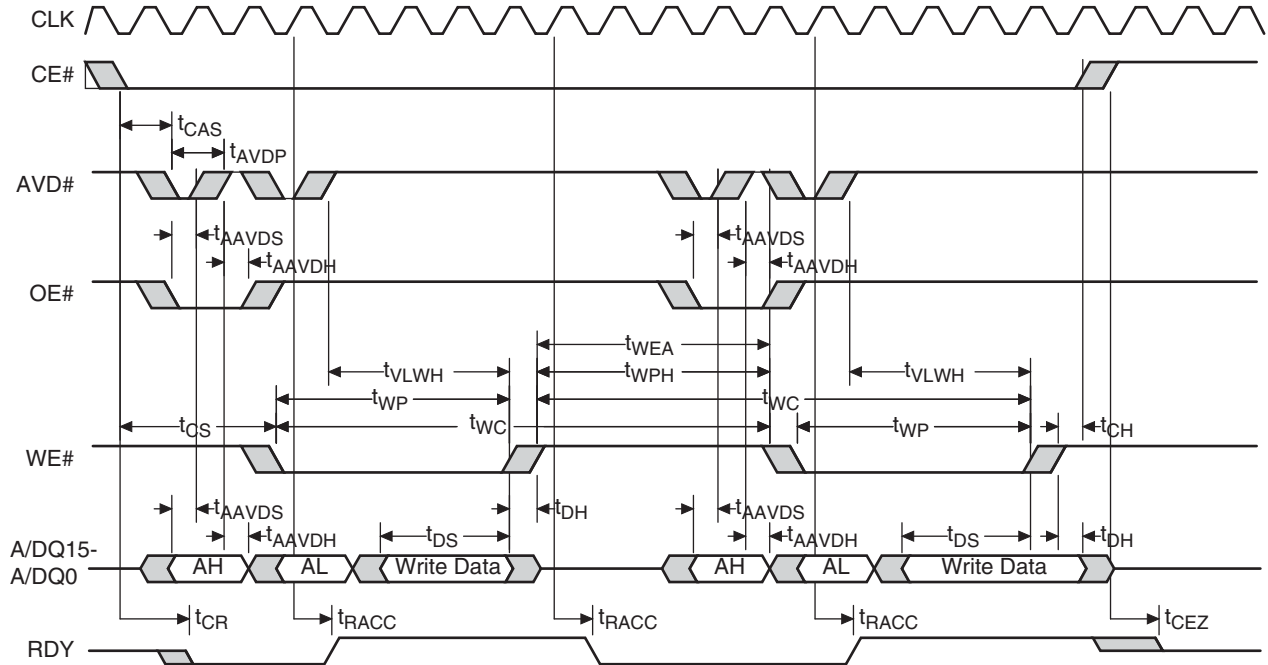 CLK
CE#
tCAS
tAVDP
AVD#
tAAVDS tAAVDS
tAAVDH tAAVDH
OE#
tWEA
tVLWH tWPH tVLWH
tWP tWC
tCS tWC tWP tCH
WE#
tAAVDS tDH tAAVDS
tAAVDH tDS tAAVDH tDS tDH
A/DQ15-
A/DQ0
AH AL Write Data AH AL Write Data
tCR tRACC tRACC tRACC tCEZ
RDY